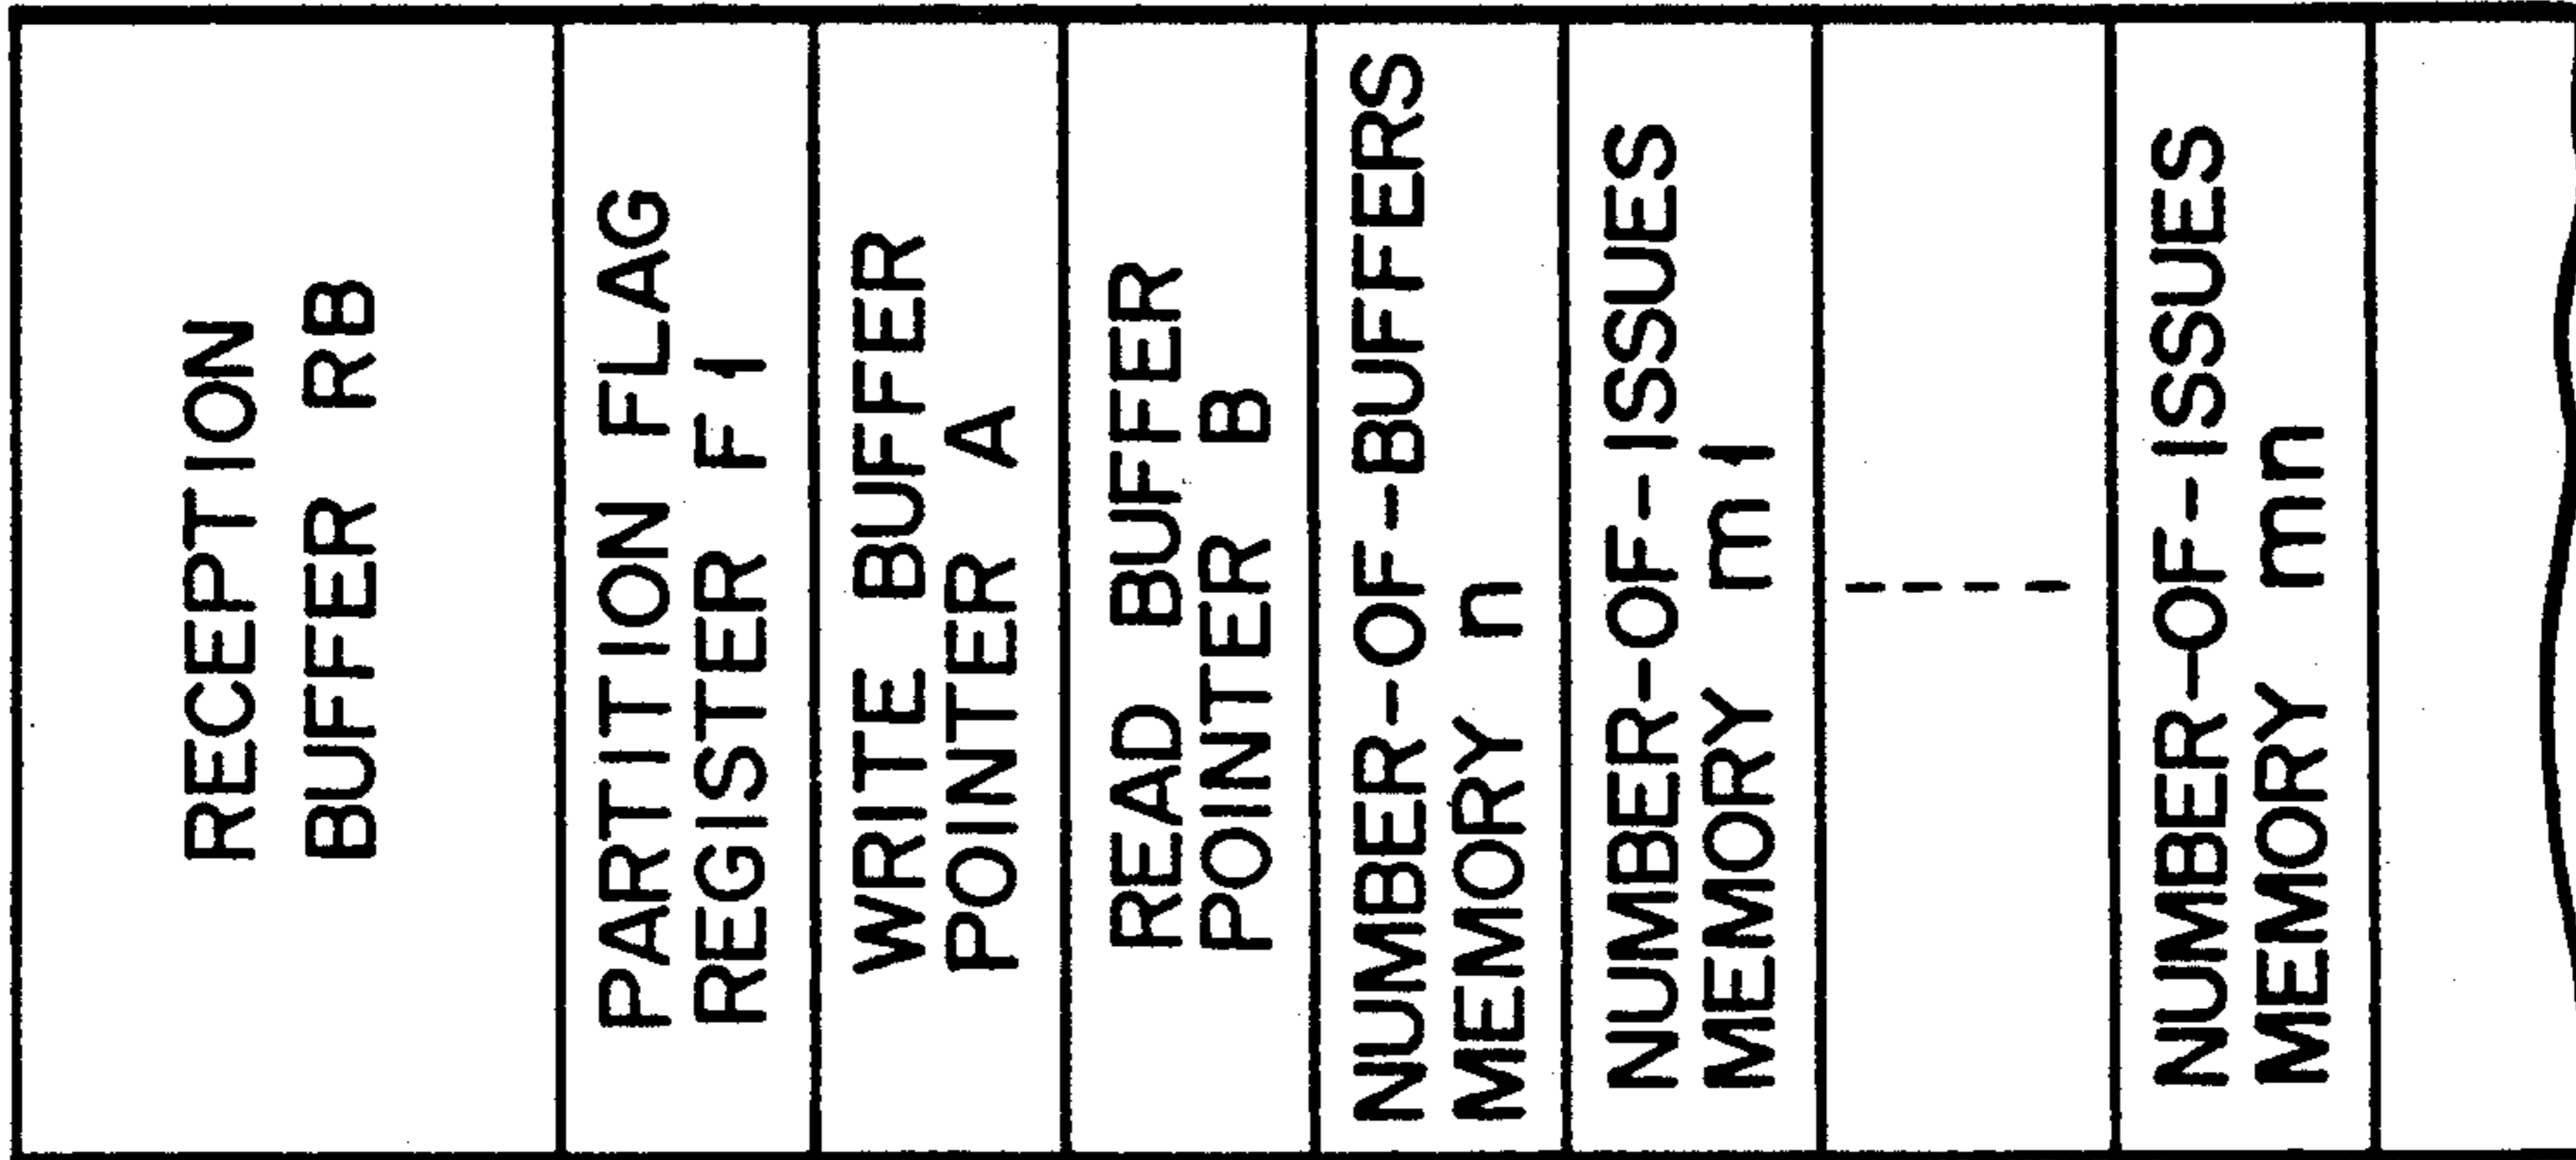 RECEPTION
BUFFER RB
PARTITION FLAG
REGISTER F1
WRITE BUFFER
POINTER A
READ BUFFER
POINTER B
NUMBER-OF-BUFFERS
MEMORY n
NUMBER-OF-ISSUES
MEMORY m1
----
NUMBER-OF-ISSUES
MEMORY mn